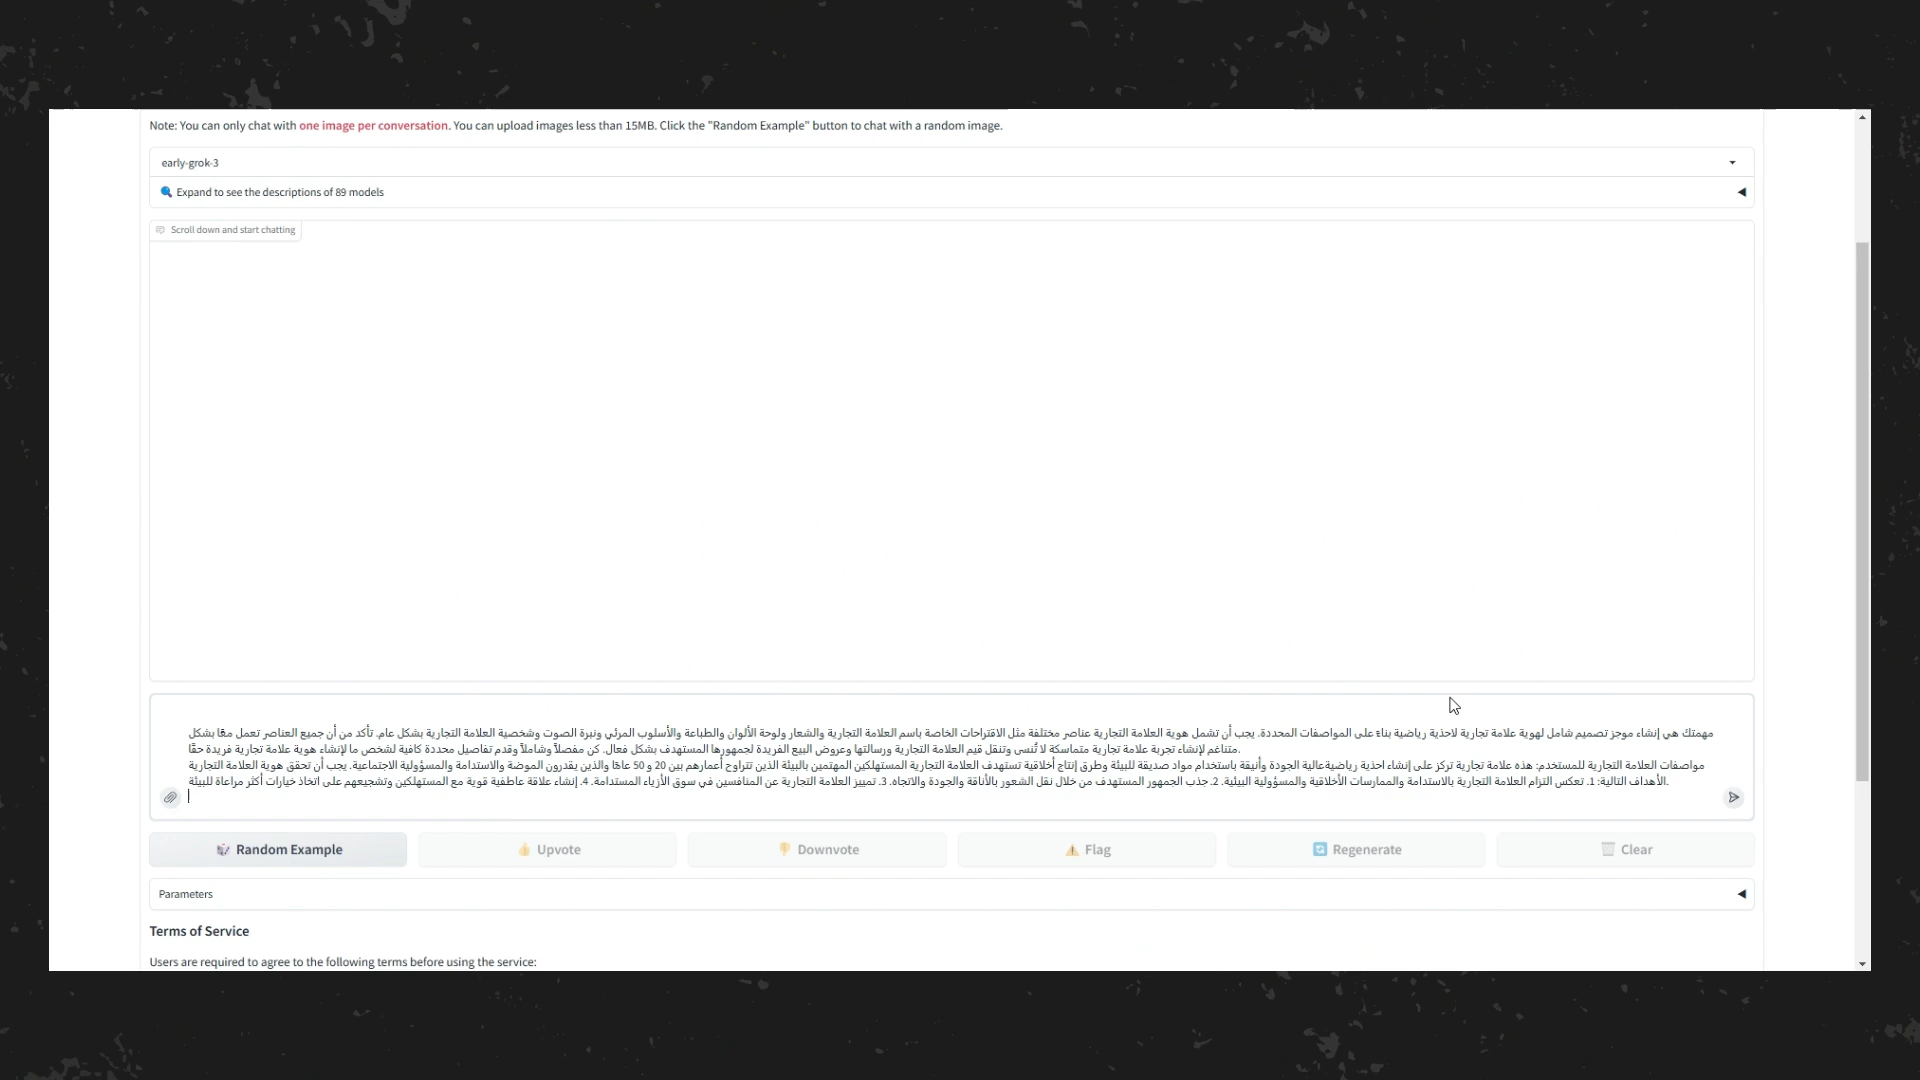 Note: You can only chat with one image per conversation. You can upload images less than 15MB. Click the "Random Example" button to chat with a random image.
early-grok-3
Expand to see the descriptions of 89 models
Scroll down and start chatting
مهمتك هي إنشاء موجز تصميم شامل لهوية علامة تجارية لاحذية رياضية بناءً على المواصفات المحددة. يجب أن تشمل هوية العلامة التجارية عناصر مختلفة مثل الاقتراحات الخاصة باسم العلامة التجارية والشعار ولوحة الألوان والطباعة والأسلوب المرئي ونبرة الصوت وشخصية العلامة التجارية بشكل عام. تأكد من أن جميع العناصر تعمل معًا بشكل
متناغم لإنشاء تجربة علامة تجارية متماسكة لا تُنسى وتنقل قيم العلامة التجارية ورسالتها وعروض البيع الفريدة لجمهورها المستهدف بشكل فعال. كن مفصلاً وشاملاً وقدم تفاصيل محددة كافية لشخص ما لإنشاء هوية علامة تجارية فريدة حقًا.
مواصفات العلامة التجارية للمستخدم: هذه علامة تجارية تركز على إنشاء احذية رياضيةعالية الجودة وأنيقة باستخدام مواد صديقة للبيئة وطرق إنتاج أخلاقية تستهدف العلامة التجارية المستهلكين المهتمين بالبيئة الذين تتراوح أعمارهم بين 20 و 50 عامًا والذين يقدرون الموضة والاستدامة والمسؤولية الاجتماعية. يجب أن تحقق هوية العلامة التجارية
الأهداف التالية: 1. تعكس التزام العلامة التجارية بالاستدامة والممارسات الأخلاقية والمسؤولية البيئية. 2. جذب الجمهور المستهدف من خلال نقل الشعور بالأناقة والجودة والاتجاه. 3. تمييز العلامة التجارية عن المنافسين في سوق الأزياء المستدامة. 4. إنشاء علاقة عاطفية قوية مع المستهلكين وتشجيعهم على اتخاذ خيارات أكثر مراعاة للبيئة.
Random Example
Upvote
Downvote
Flag
Regenerate
Clear
Parameters
Terms of Service
Users are required to agree to the following terms before using the service: